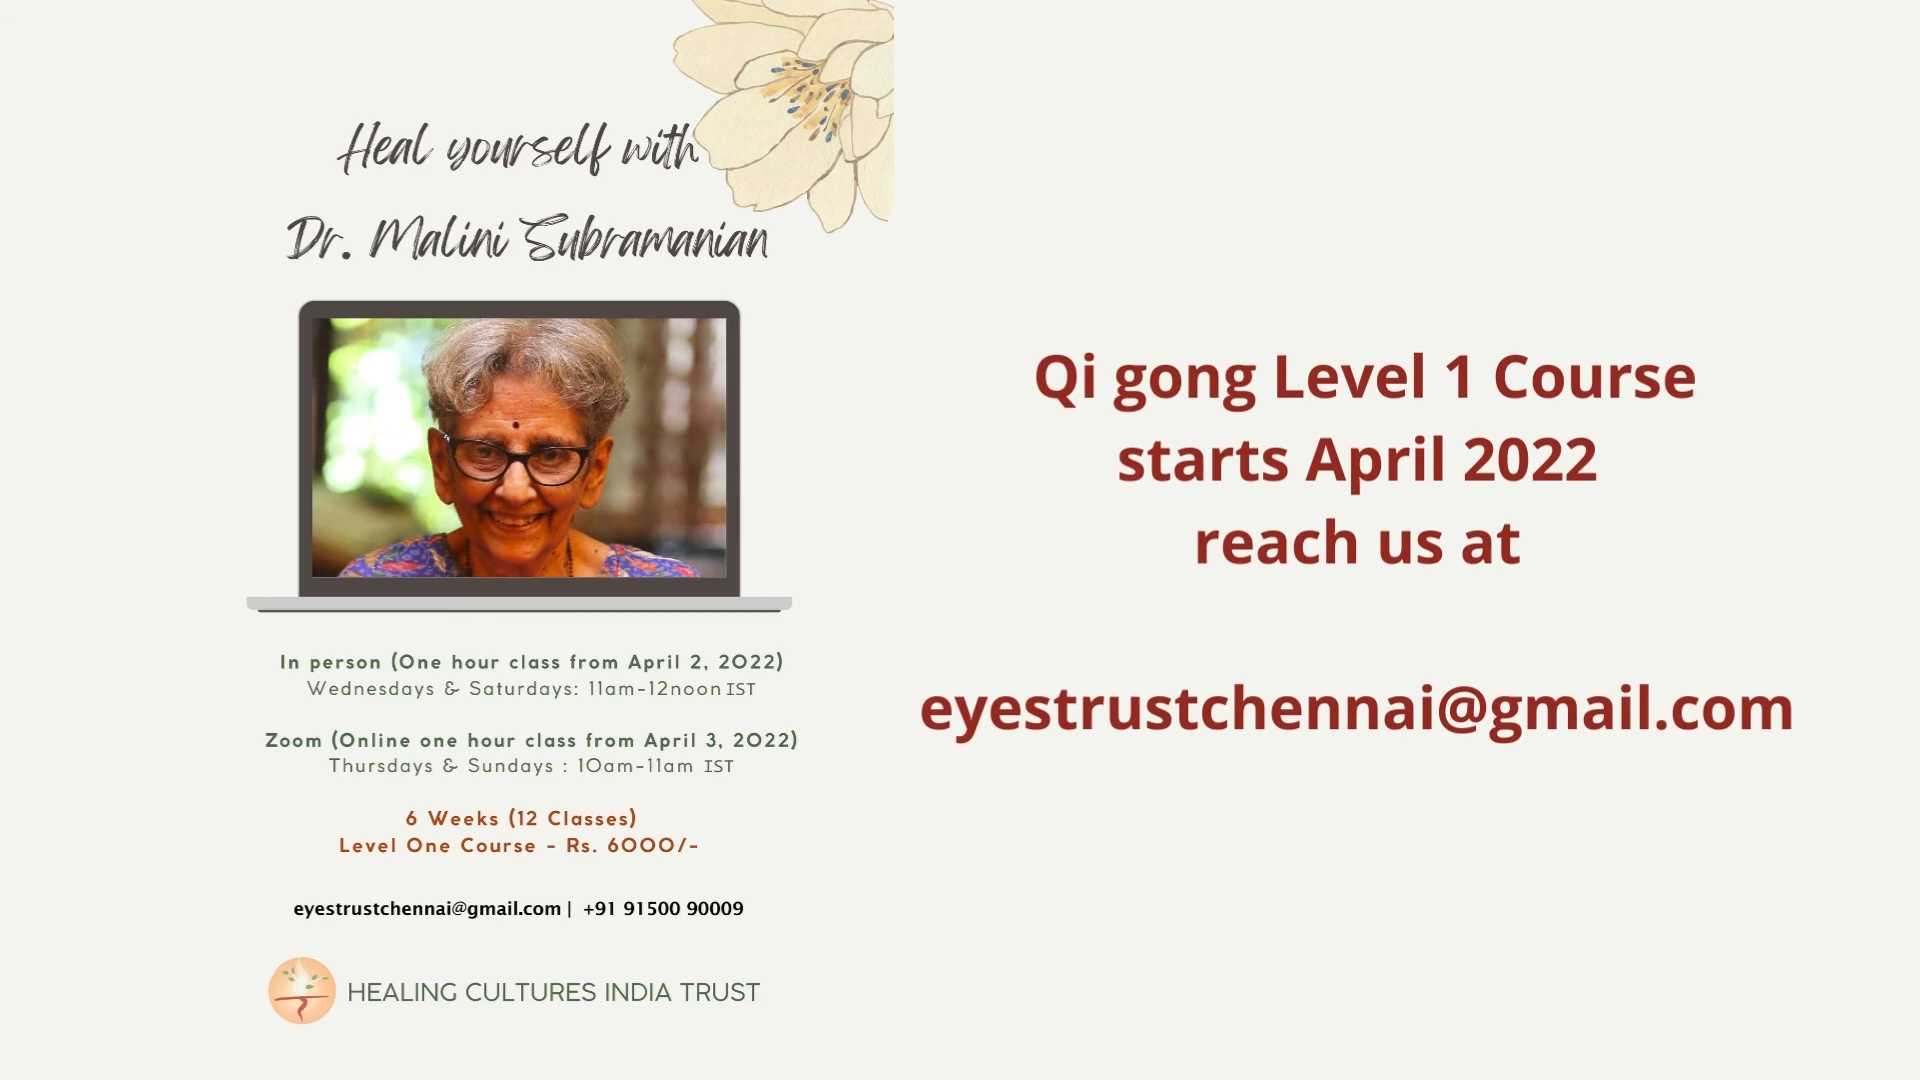 Heal yourself with
Dr. Malini Subramanian
In person (One hour class from April 2, 2022)
Wednesdays & Saturdays: 11am-12noon IST
Zoom (Online one hour class from April 3, 2022)
Thursdays & Sundays : 10am-11am IST
6 Weeks (12 Classes)
Level One Course - Rs. 6000/-
eyestrustchennai@gmail.com | +91 91500 90009
HEALING CULTURES INDIA TRUST
Qi gong Level 1 Course
starts April 2022
reach us at
eyestrustchennai@gmail.com